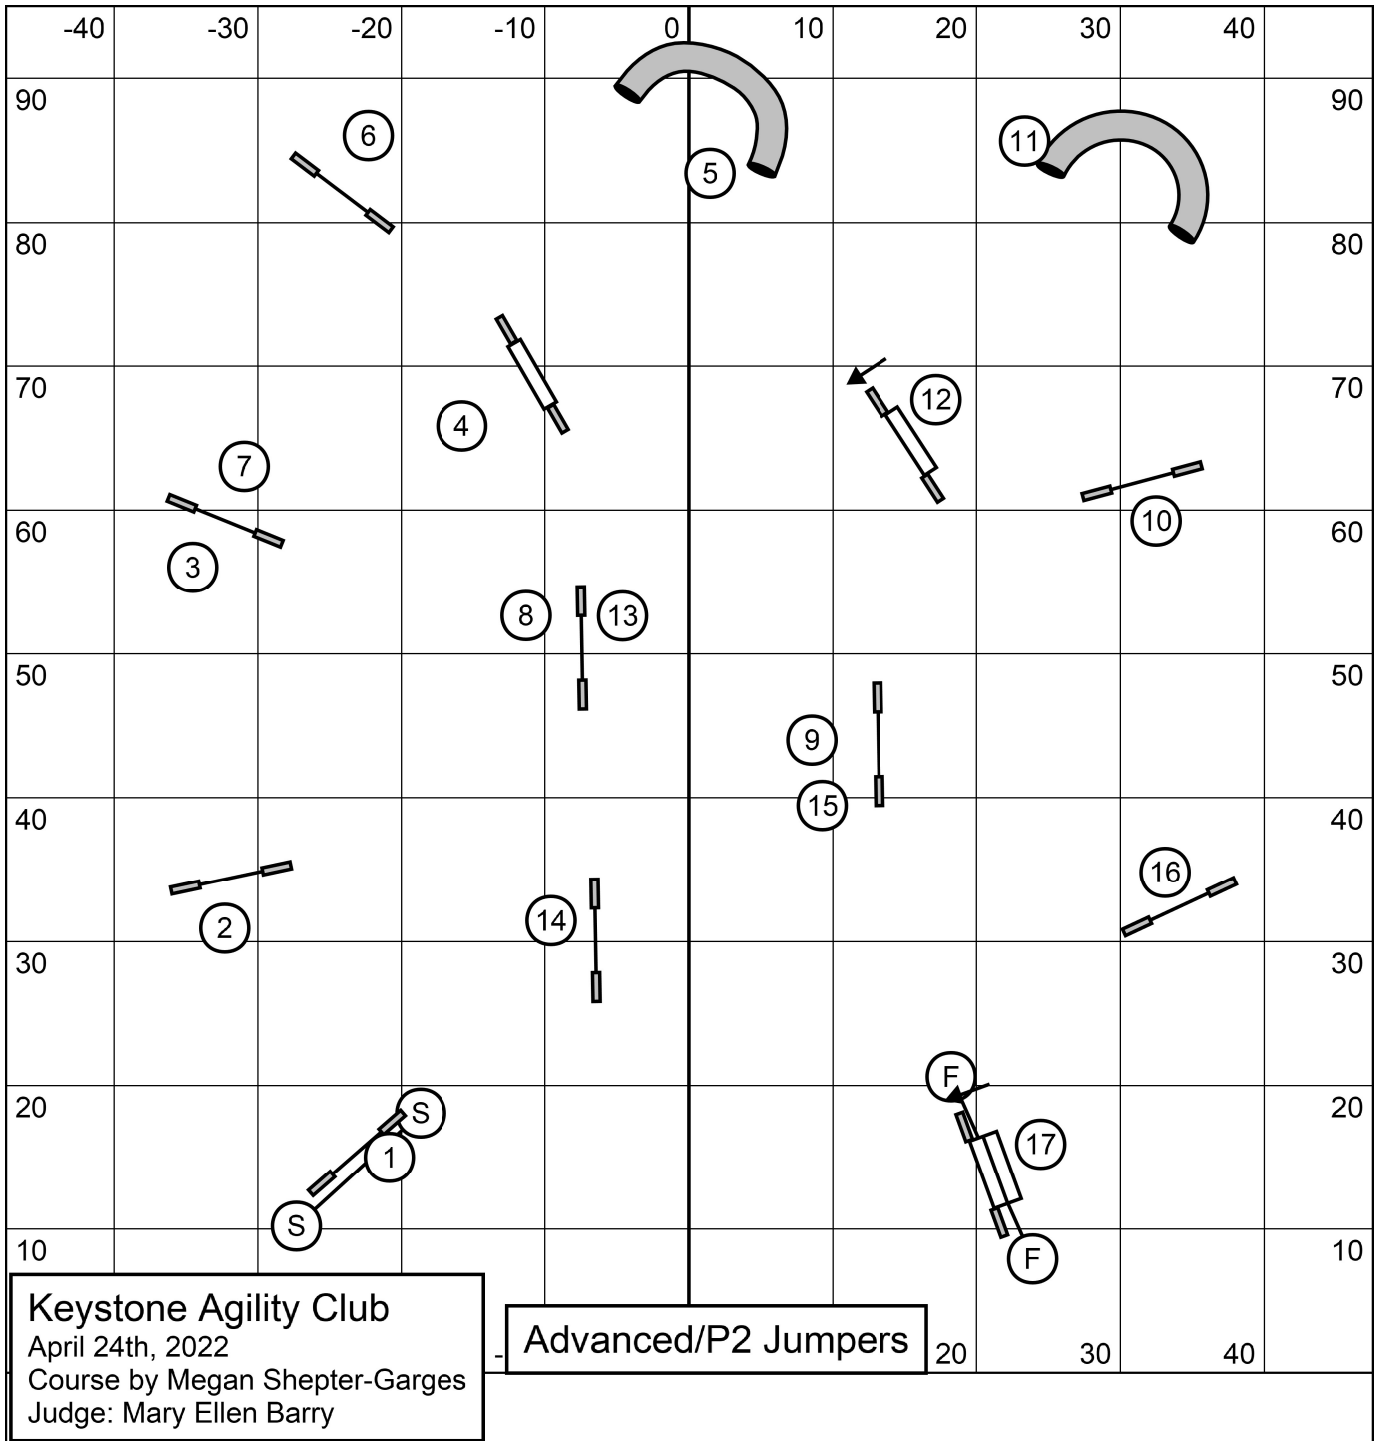 -40 -30 -20 -10 0 10 20 30 40
90 90
6
11
5
80 80
70 70
12
4
7
10
60 60
3
8 13
50 50
9
15
40 40
16
2
14
30 30
F
20 20
S
17
1
S
10 10
F
Keystone Agility Club
April 24th, 2022
Course by Megan Shepter-Garges
Judge: Mary Ellen Barry
-
Advanced/P2 Jumpers
20 30 40